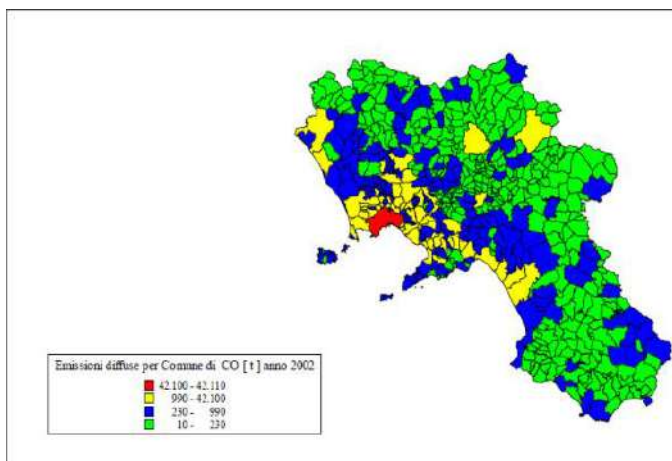 Emissioni diffuse per Comune di CO [ t ] anno 2002
42.100 - 42.110
990 - 42.100
230 - 990
10 - 230